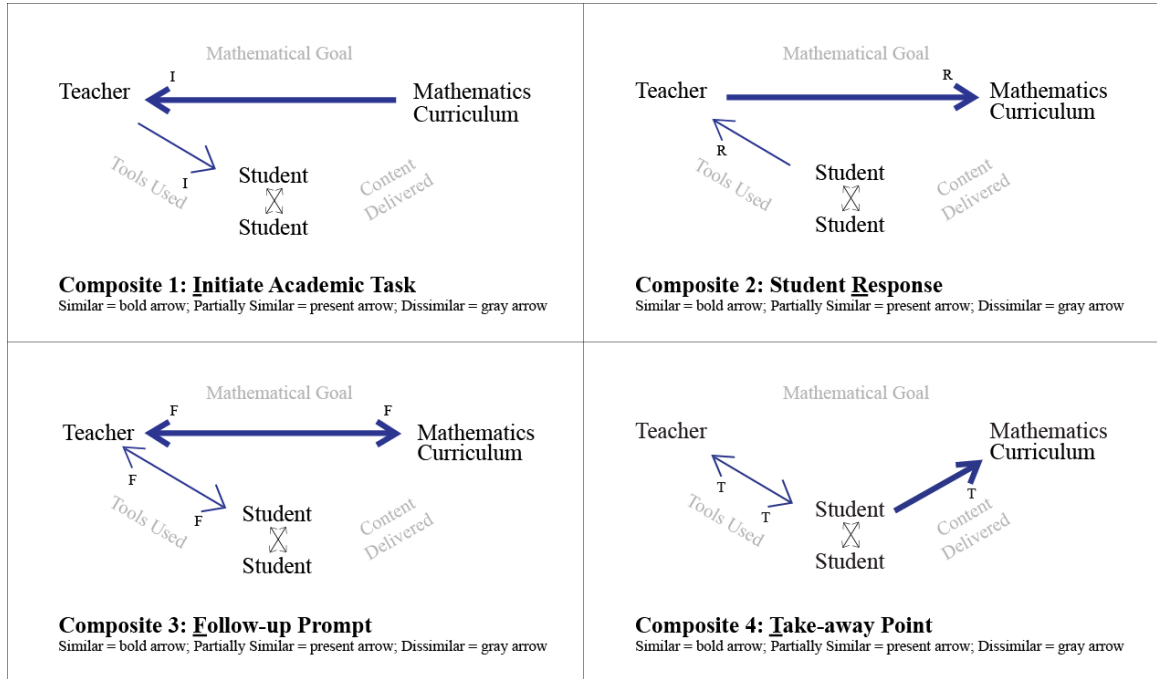 Mathematical Goal
I
Teacher
Mathematics
Curriculum
I
Tools Used
Student
Student
Content
Delivered
Composite 1: Initiate Academic Task
Similar = bold arrow; Partially Similar = present arrow; Dissimilar = gray arrow
Mathematical Goal
R
Teacher
Mathematics
Curriculum
R
Tools Used
Student
Student
Content
Delivered
Composite 2: Student Response
Similar = bold arrow; Partially Similar = present arrow; Dissimilar = gray arrow
Mathematical Goal
F
F
Teacher
Mathematics
Curriculum
F
F
Tools Used
Student
Student
Content
Delivered
Composite 3: Follow-up Prompt
Similar = bold arrow; Partially Similar = present arrow; Dissimilar = gray arrow
Mathematical Goal
Teacher
Mathematics
Curriculum
T
T
T
Tools Used
Student
Student
Content
Delivered
Composite 4: Take-away Point
Similar = bold arrow; Partially Similar = present arrow; Dissimilar = gray arrow